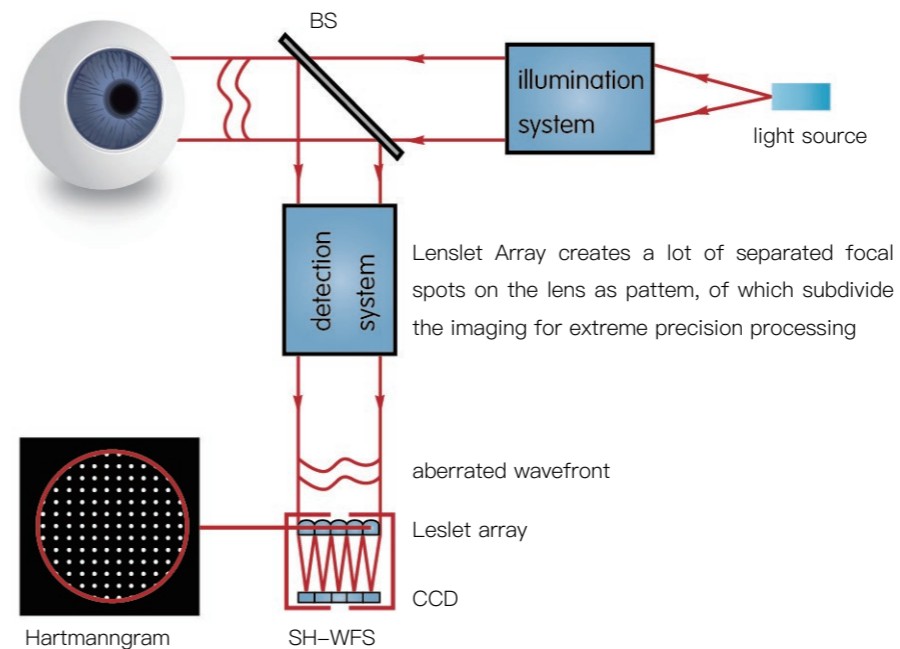 BS
illumination
system
light source
detection
system
Lenslet Array creates a lot of separated focal
spots on the lens as pattem, of which subdivide
the imaging for extreme precision processing
aberrated wavefront
Leslet array
CCD
Hartmanngram
SH-WFS